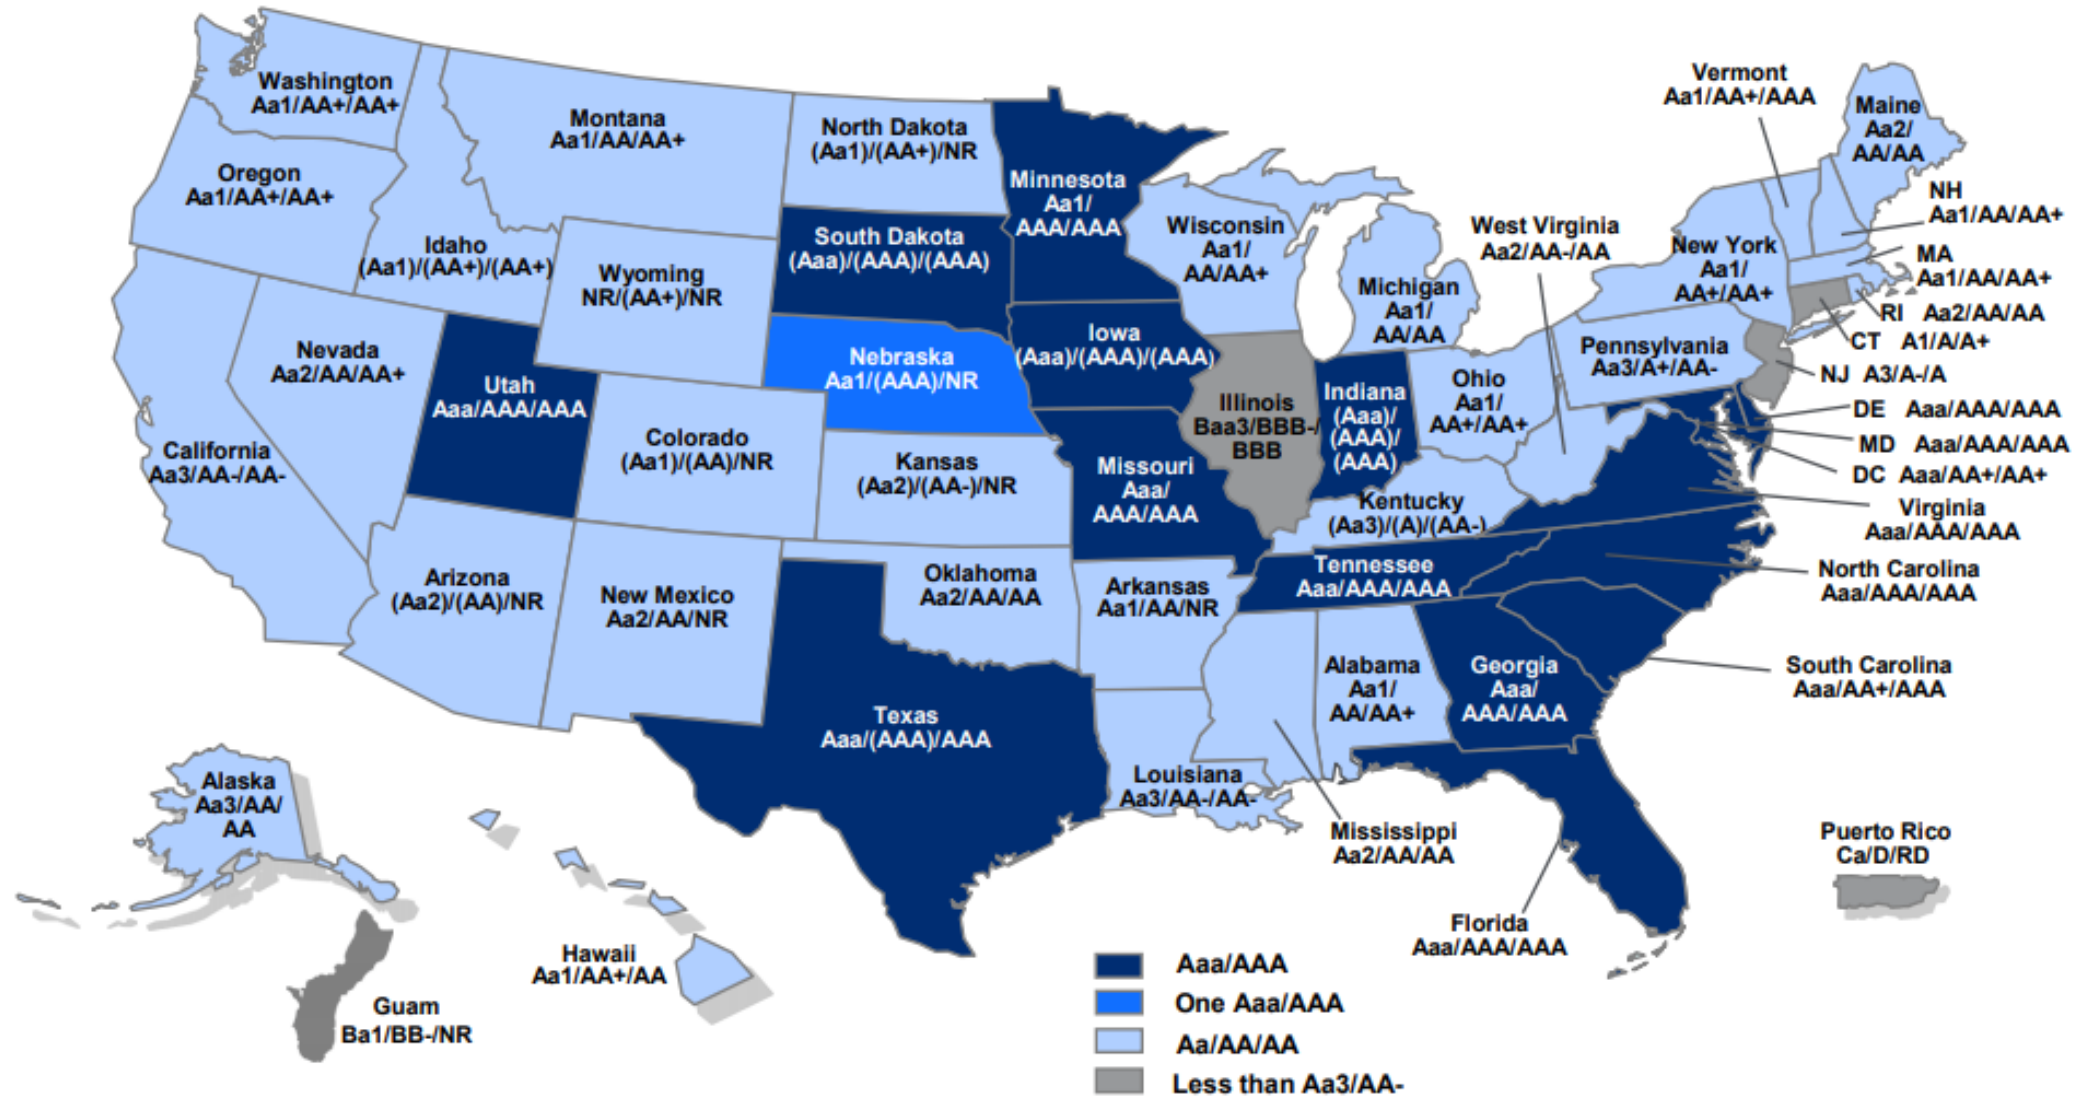 Washington
Aa1/AA+/AA+
Oregon
Aa1/AA+/AA+
Montana
Aa1/AA/AA+
Idaho
(Aa1)/(AA+)/(AA+)
North Dakota
(Aa1)/(AA+)/NR
Minnesota
Aa1/
AAA/AAA
South Dakota
(Aaa)/(AAA)/(AAA)
Wyoming
NR/(AA+)/NR
Nebraska
Aa1/(AAA)/NR
Iowa
(Aaa)/(AAA)/(AAA)
Wisconsin
Aa1/
AA/AA+
Michigan
Aa1/
AA/AA
Nevada
Aa2/AA/AA+
Utah
Aaa/AAA/AAA
Colorado
(Aa1)/(AA)/NR
Kansas
(Aa2)/(AA-)/NR
Missouri
Aaa/
AAA/AAA
Illinois
Baa3/BBB-/
BBB
Indiana
(Aaa)/
(AAA)/
(AAA)
Ohio
Aa1/
AA+/AA+
California
Aa3/AA-/AA-
Arizona
(Aa2)/(AA)/NR
New Mexico
Aa2/AA/NR
Oklahoma
Aa2/AA/AA
Arkansas
Aa1/AA/NR
Kentucky
(Aa3)/(A)/(AA-)
Tennessee
Aaa/AAA/AAA
Texas
Aaa/(AAA)/AAA
Louisiana
Aa3/AA-/AA-
Alabama
Aa1/
AA/AA+
Georgia
Aaa/
AAA/AAA
Mississippi
Aa2/AA/AA
Florida
Aaa/AAA/AAA
West Virginia
Aa2/AA-/AA
Pennsylvania
Aa3/A+/AA-
New York
Aa1/
AA+/AA+
Vermont
Aa1/AA+/AAA
Maine
Aa2/
AA/AA
NH
Aa1/AA/AA+
MA
Aa1/AA/AA+
RI Aa2/AA/AA
CT A1/A/A+
NJ A3/A-/A
DE Aaa/AAA/AAA
MD Aaa/AAA/AAA
DC Aaa/AA+/AA+
Virginia
Aaa/AAA/AAA
North Carolina
Aaa/AAA/AAA
South Carolina
Aaa/AA+/AAA
Puerto Rico
Ca/D/RD
Alaska
Aa3/AA/
AA
Guam
Ba1/BB-/NR
Hawaii
Aa1/AA+/AA
Aaa/AAA
One Aaa/AAA
Aa/AA/AA
Less than Aa3/AA-